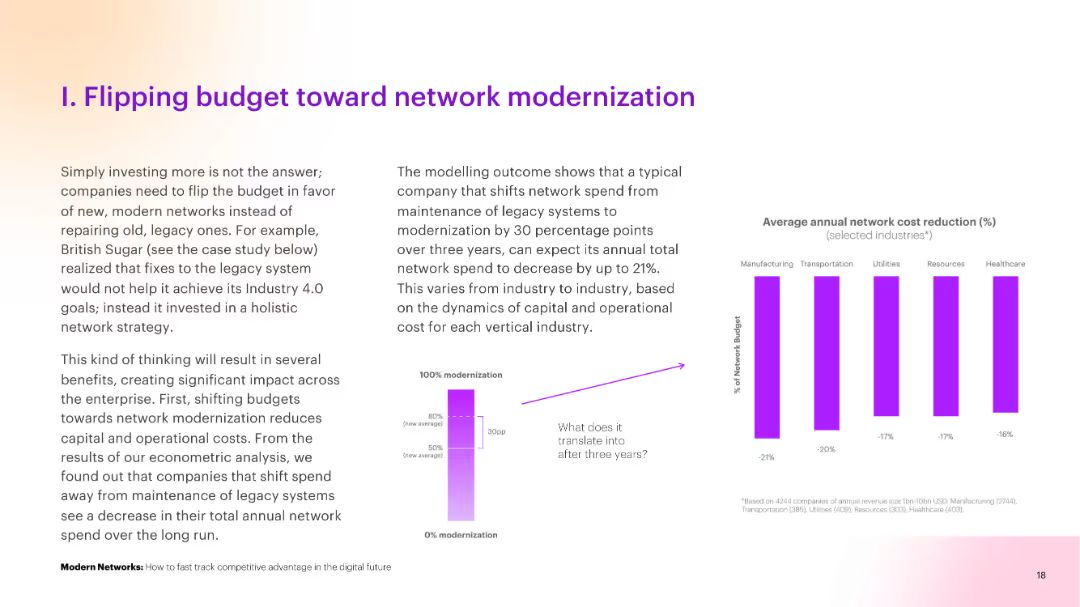 I. Flipping budget toward network modernization
Simply investing more is not the answer;
companies need to flip the budget in favor
of new, modern networks instead of
repairing old, legacy ones. For example,
British Sugar (see the case study below)
realized that fixes to the legacy system
would not help it achieve its Industry 4.0
goals; instead it invested in a holistic
network strategy.
This kind of thinking will result in several
benefits, creating significant impact across
the enterprise. First, shifting budgets
towards network modernization reduces
capital and operational costs. From the
results of our econometric analysis, we
found out that companies that shift spend
away from maintenance of legacy systems
see a decrease in their total annual network
spend over the long run.
The modelling outcome shows that a typical
company that shifts network spend from
maintenance of legacy systems to
modernization by 30 percentage points
over three years, can expect its annual total
network spend to decrease by up to 21%.
This varies from industry to industry, based
on the dynamics of capital and operational
cost for each vertical industry.
100% modernization
80%
(new average)
30pp
50%
(new average)
0% modernization
What does it
translate into
after three years?
Average annual network cost reduction (%)
(selected industries*)
Manufacturing Transportation Utilities Resources Healthcare
% of Network Budget
-21% -20% -17% -17% -16%
*Based on 4244 companies of annual revenue size 1bn-10bn USD. Manufacturing (2744),
Transportation (385), Utilities (409), Resources (303), Healthcare (403).
Modern Networks: How to fast track competitive advantage in the digital future
18